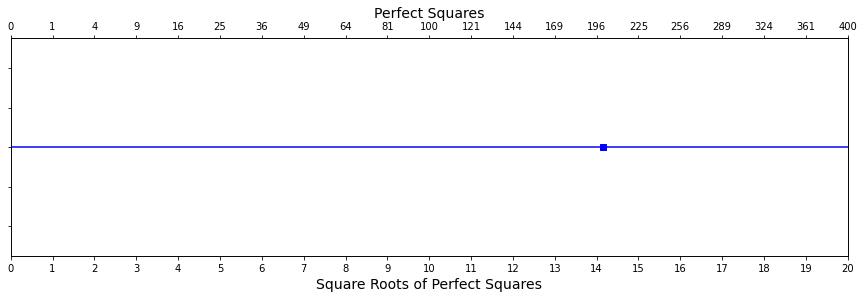 Perfect Squares
0 1 4 9 16 25 36 49 64 81 100 121 144 169 196 225 256 289 324 361 400
0 1 2 3 4 5 6 7 8 9 10 11 12 13 14 15 16 17 18 19 20
Square Roots of Perfect Squares